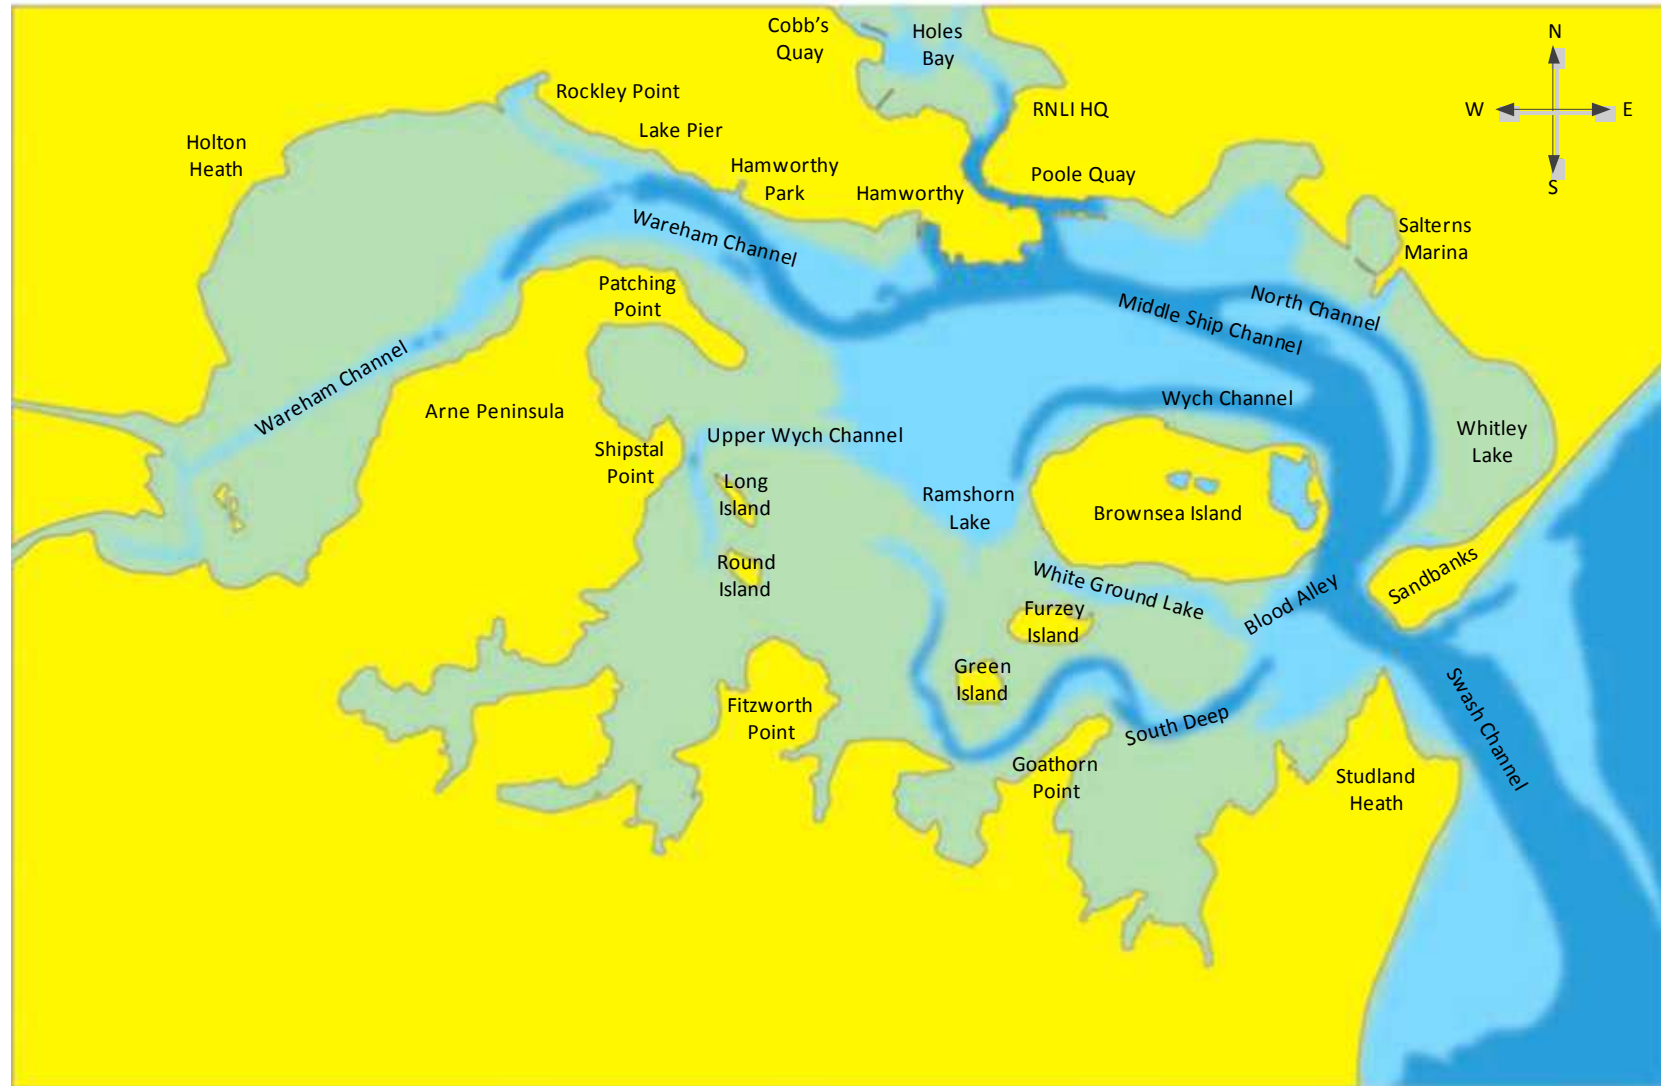 Cobb’s
Quay
Holes
Bay
N
W
E
S
Rockley Point
RNLI HQ
Holton
Heath
Lake Pier
Hamworthy
Park
Hamworthy
Poole Quay
Salterns
Marina
Wareham Channel
Patching
Point
Middle Ship Channel
North Channel
Wareham Channel
Arne Peninsula
Wych Channel
Shipstal
Point
Upper Wych Channel
Whitley
Lake
Long
Island
Ramshorn
Lake
Brownsea Island
Round
Island
White Ground Lake
Blood Alley
Sandbanks
Furzey
Island
Green
Island
Fitzworth
Point
South Deep
Swash Channel
Goathorn
Point
Studland
Heath